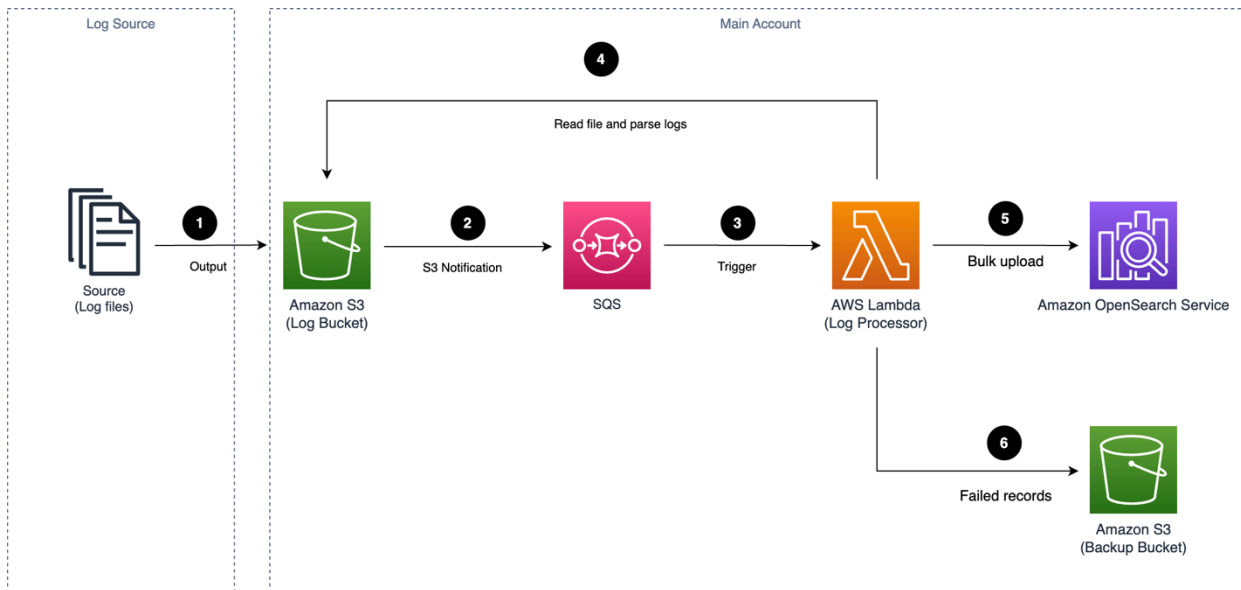 Log Source
Main Account
4
Read file and parse logs
1
2
3
5
Output
S3 Notification
Trigger
Bulk upload
Source
(Log files)
Amazon S3
(Log Bucket)
SQS
AWS Lambda
(Log Processor)
Amazon OpenSearch Service
6
Failed records
Amazon S3
(Backup Bucket)